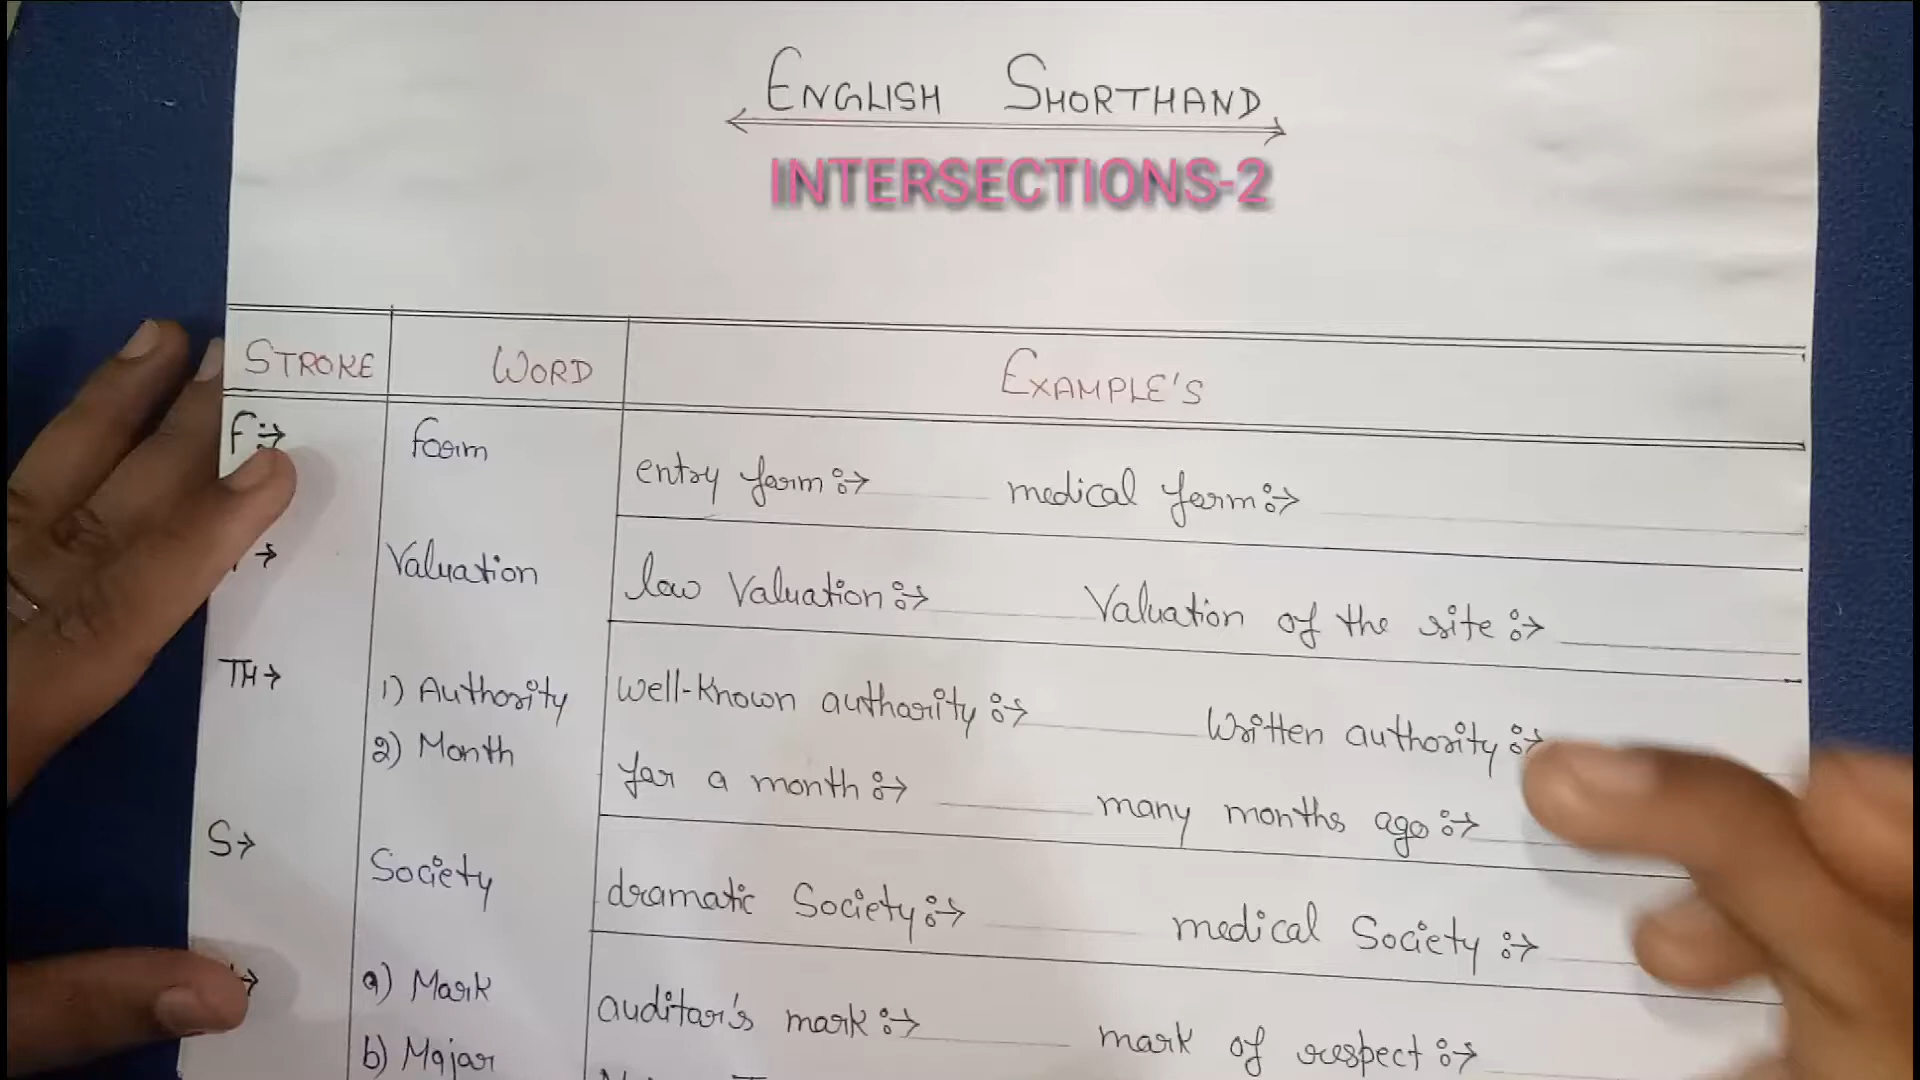 ENGLISH SHORTHAND
INTERSECTIONS-2
STROKE WORD EXAMPLE'S
F:→ form entry form:→ medical form:→
→ Valuation low Valuation:→ Valuation of the site:→
TH→ 1) Authority well-known authority:→ Written authority:→
2) Month for a month:→ many months ago:→
S→ Society dramatic Society:→ medical Society:→
→ a) Mark auditor's mark:→ mark of respect:→
b) Major